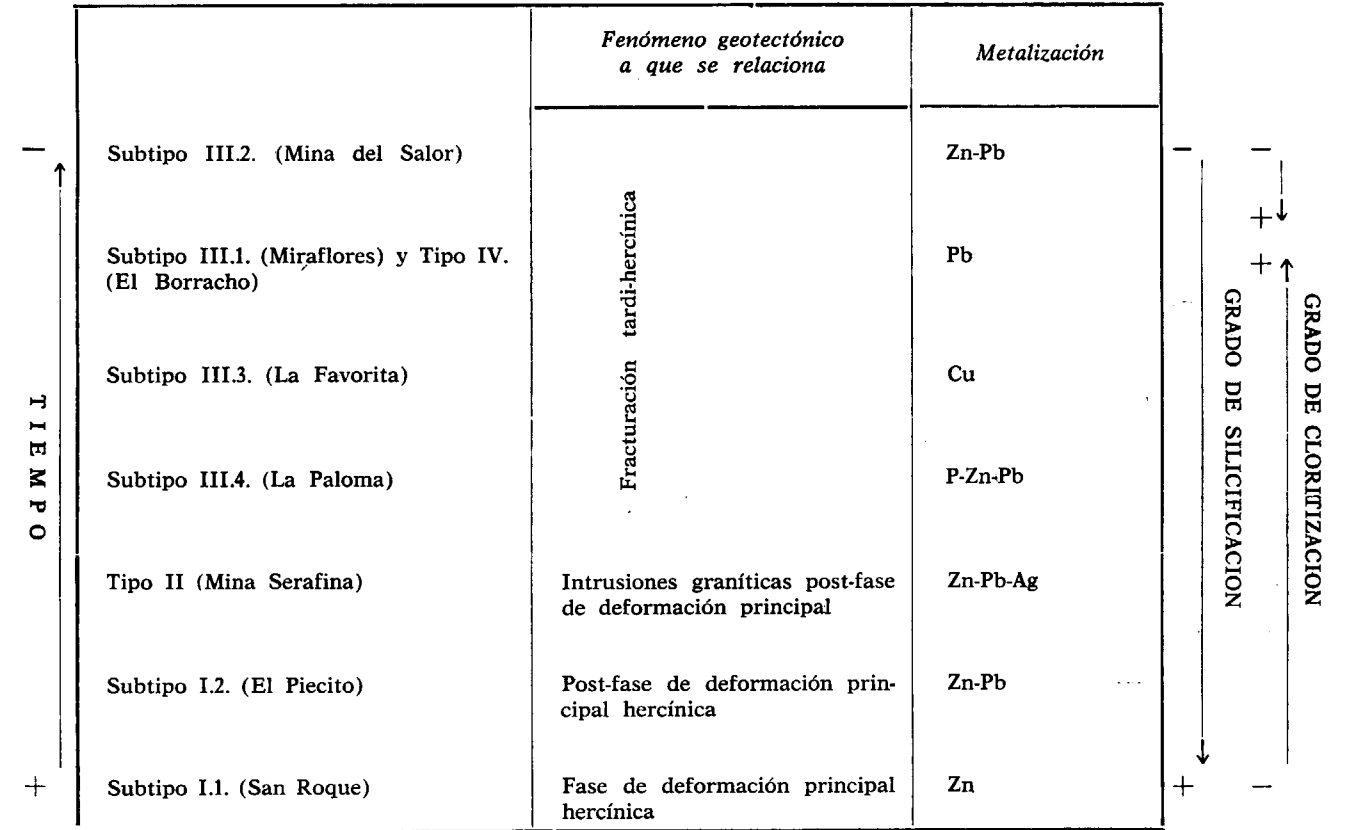 Fenómeno geotectónico
a que se relaciona
Metalización
— Subtipo III.2. (Mina del Salor) Zn-Pb — —
+
Subtipo III.1. (Miraflores) y Tipo IV. Pb +
(El Borracho)
Subtipo III.3. (La Favorita) Cu
Subtipo III.4. (La Paloma) P-Zn-Pb
Fracturación tardi-hercínica
Tipo II (Mina Serafina) Intrusiones graníticas post-fase Zn-Pb-Ag
de deformación principal
Subtipo I.2. (El Piecito) Post-fase de deformación prin- Zn-Pb
cipal hercínica
+ Subtipo I.1. (San Roque) Fase de deformación principal Zn + —
hercínica
TIEMPO
GRADO DE SILICIFICACION
GRADO DE CLORITIZACION